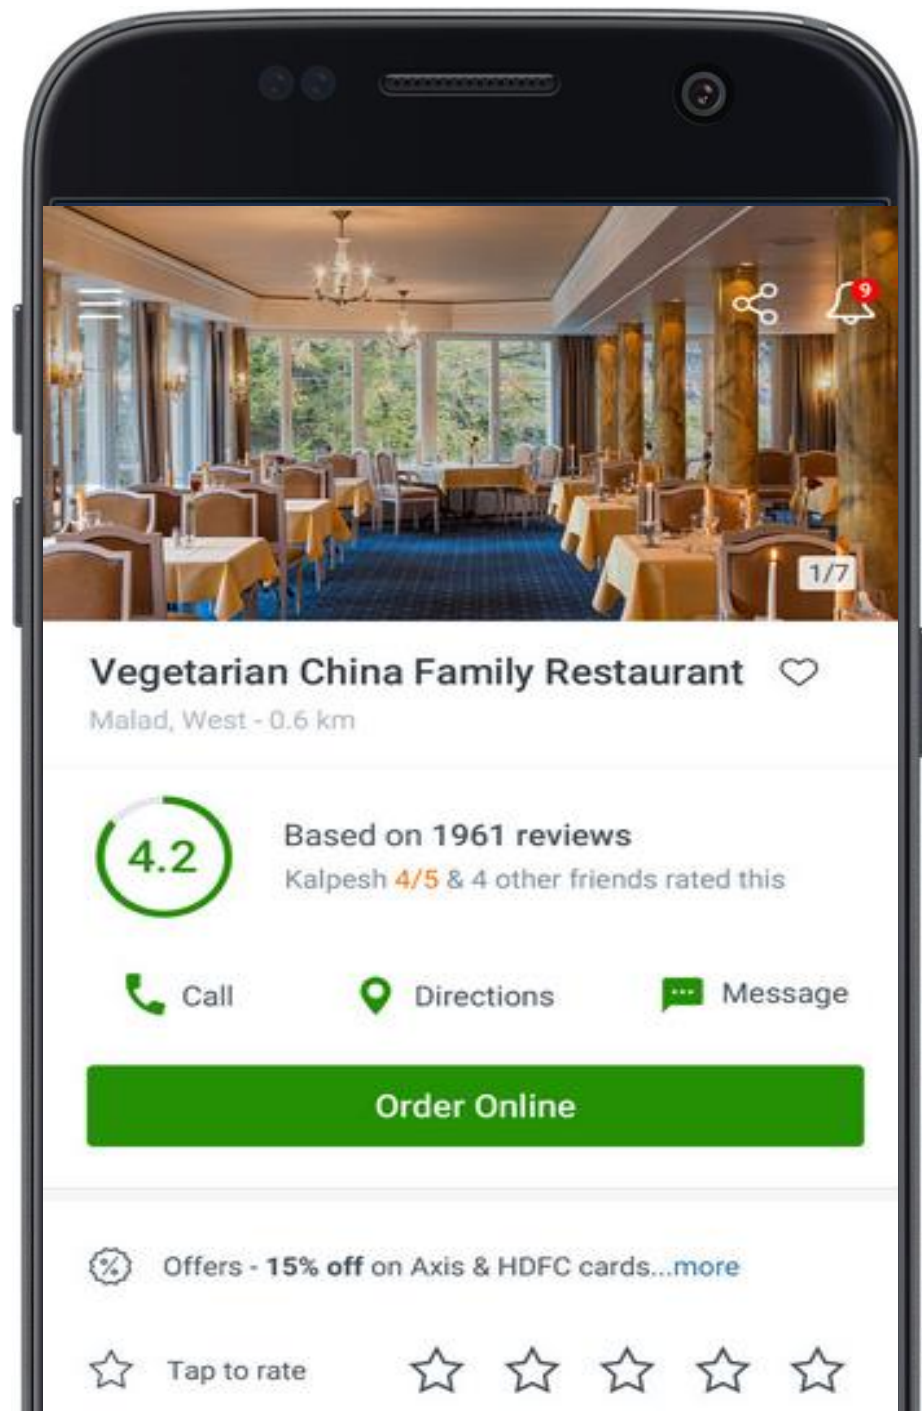 9
1/7
Vegetarian China Family Restaurant
Malad, West - 0.6 km
4.2
Based on 1961 reviews
Kalpesh 4/5 & 4 other friends rated this
Call
Directions
Message
Order Online
Offers - 15% off on Axis & HDFC cards...more
Tap to rate